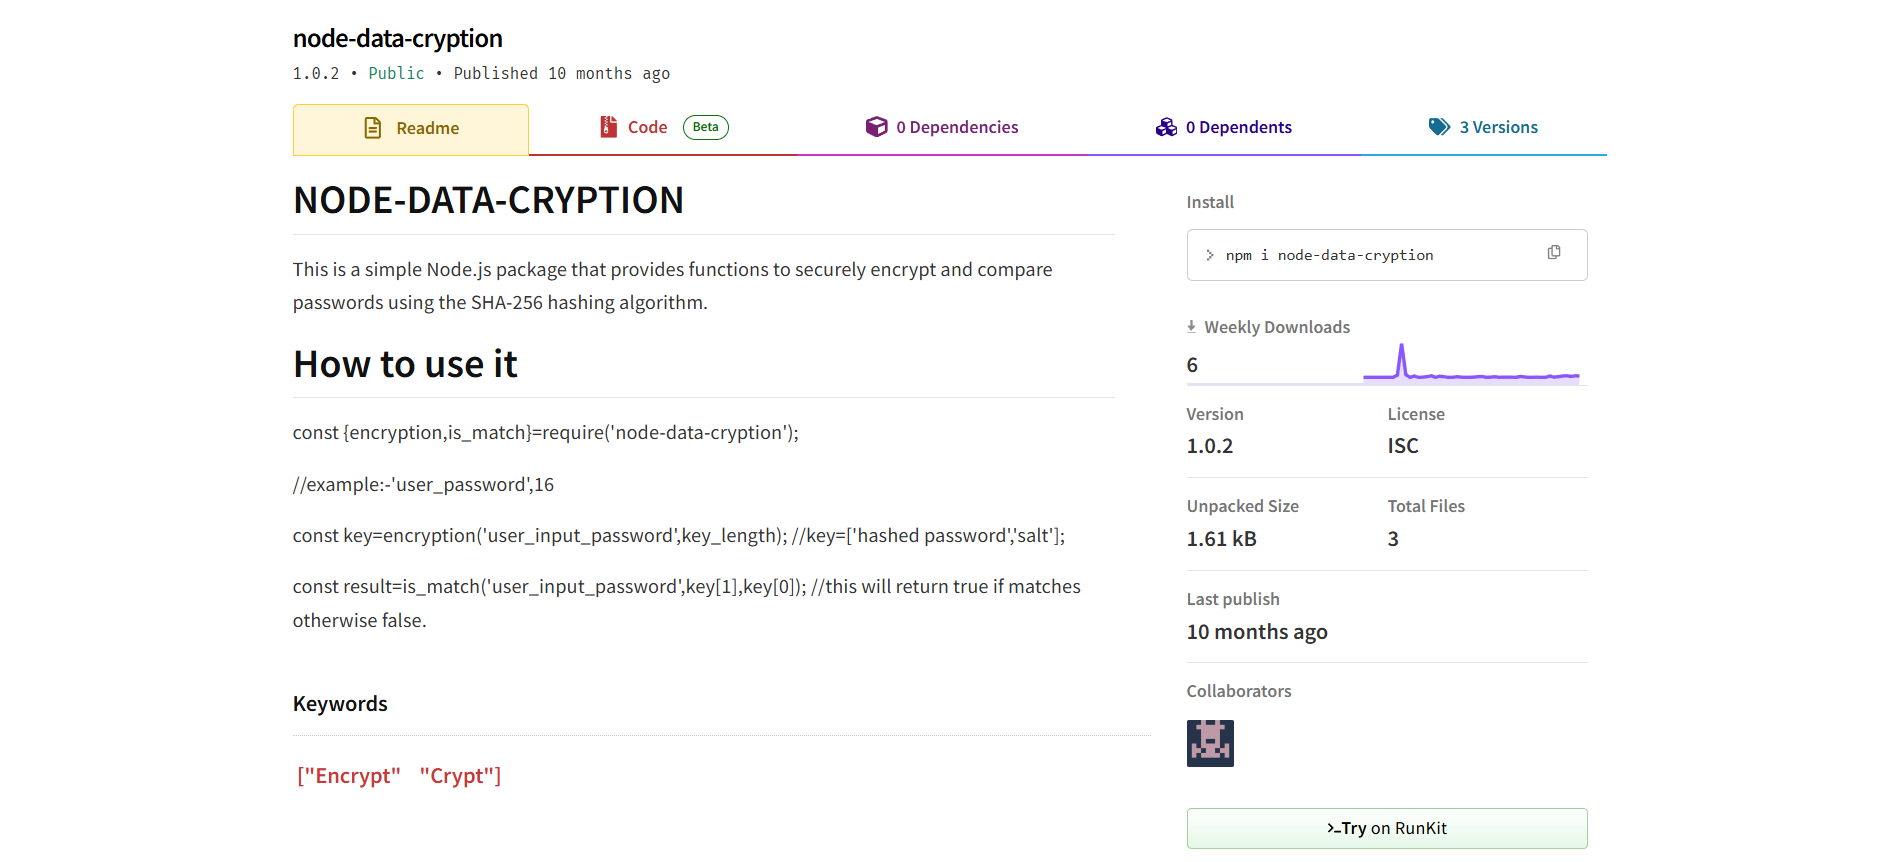 node-data-cryption
1.0.2 • Public • Published 10 months ago
Readme
Code Beta
0 Dependencies
0 Dependents
3 Versions
NODE-DATA-CRYPTION
This is a simple Node.js package that provides functions to securely encrypt and compare
passwords using the SHA-256 hashing algorithm.
How to use it
const {encryption,is_match}=require('node-data-cryption');
//example:-'user_password',16
const key=encryption('user_input_password',key_length); //key=['hashed password','salt'];
const result=is_match('user_input_password',key[1],key[0]); //this will return true if matches
otherwise false.
Keywords
["Encrypt" "Crypt"]
Install
> npm i node-data-cryption
Weekly Downloads
6
Version
1.0.2
License
ISC
Unpacked Size
1.61 kB
Total Files
3
Last publish
10 months ago
Collaborators
>_Try on RunKit